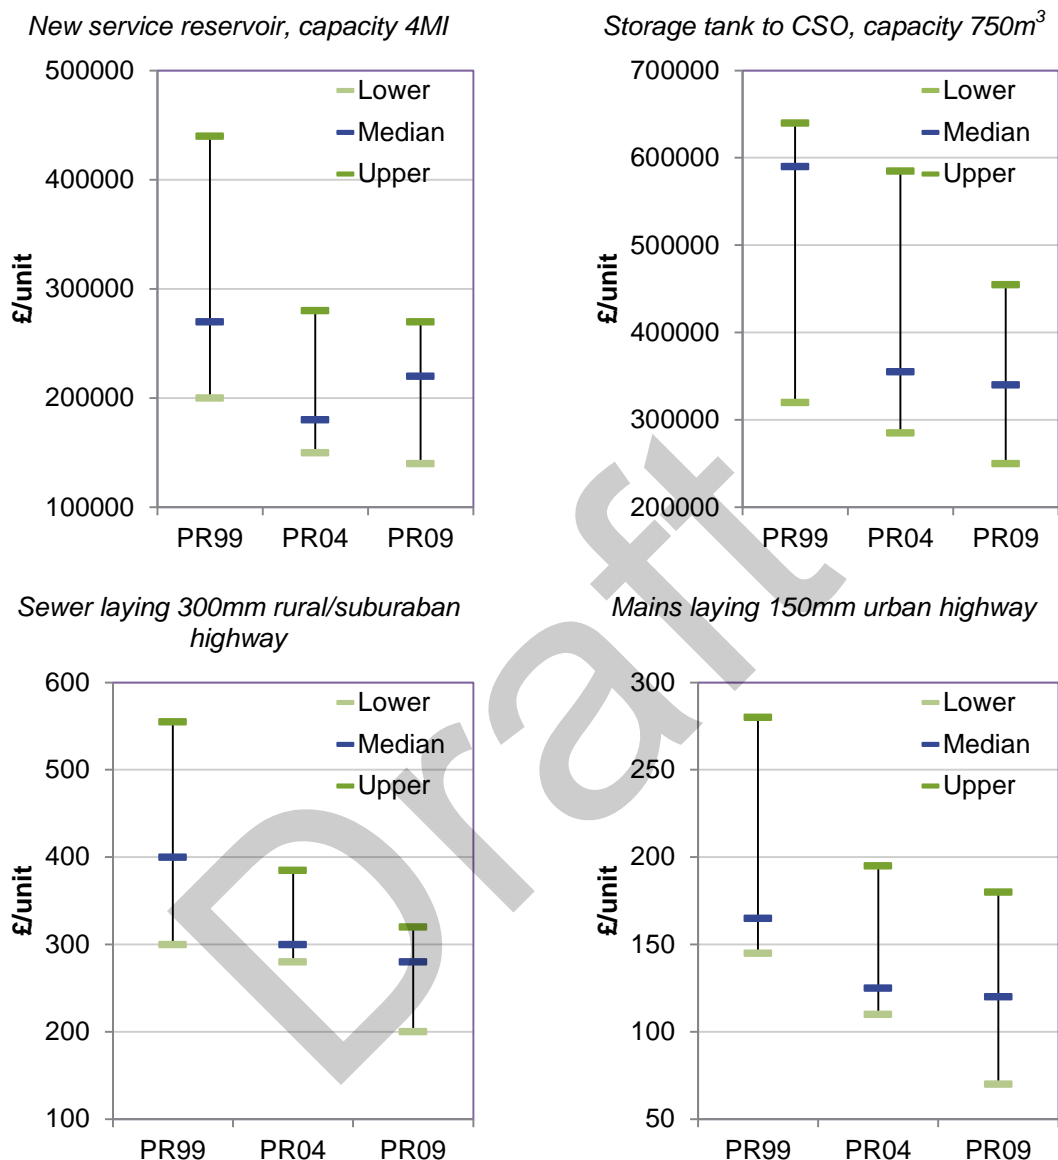 New service reservoir, capacity 4Ml
500000
400000
300000
200000
100000
£/unit
Lower
Median
Upper
PR99 PR04 PR09
Storage tank to CSO, capacity 750m³
700000
600000
500000
400000
300000
200000
£/unit
Lower
Median
Upper
PR99 PR04 PR09
Sewer laying 300mm rural/suburaban
highway
600
500
400
300
200
100
£/unit
Lower
Median
Upper
PR99 PR04 PR09
Mains laying 150mm urban highway
300
250
200
150
100
50
£/unit
Lower
Median
Upper
PR99 PR04 PR09
Draft